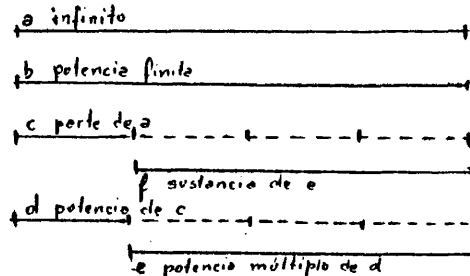 a infinito
b potencia finita
c parte de a
f sustancia de e
d potencia de c
e potencia múltiplo de d